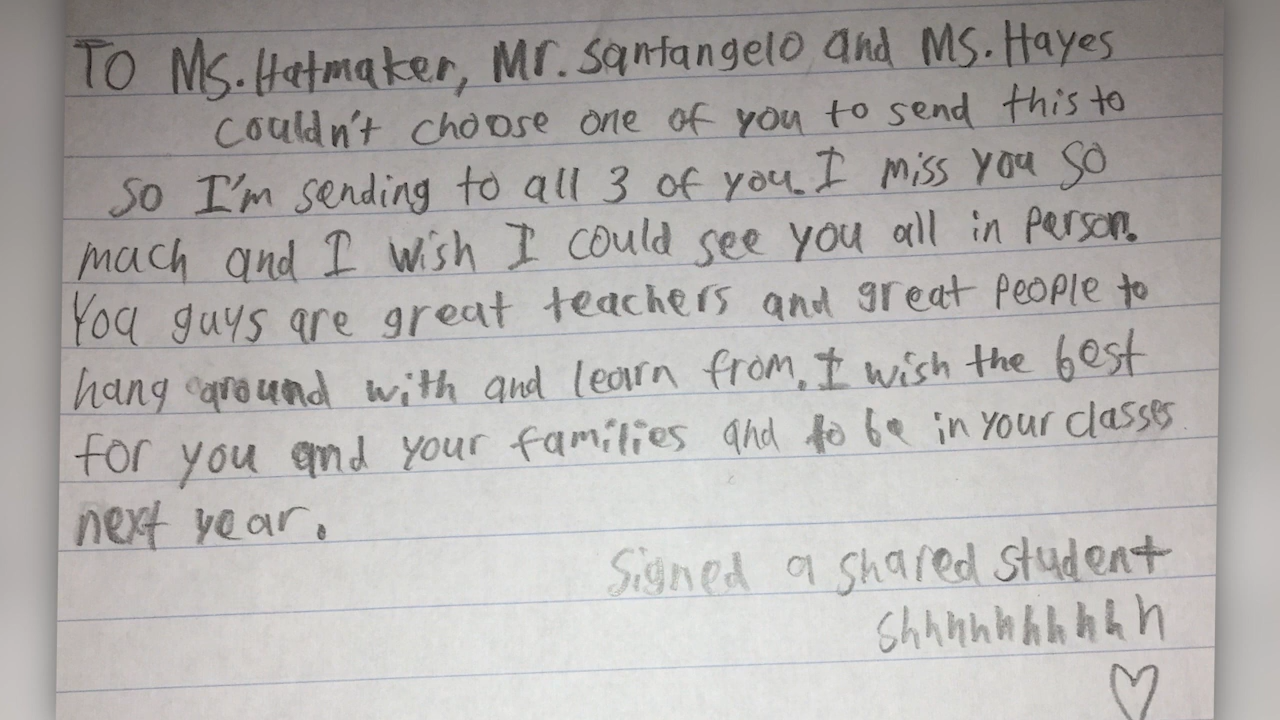 To Ms. Hatmaker, Mr. Santangelo and Ms. Hayes
couldn't choose one of you to send this to
so I'm sending to all 3 of you. I miss you so
much and I wish I could see you all in person.
You guys are great teachers and great people to
hang around with and learn from. I wish the best
for you and your families and to be in your classes
next year.
Signed a shared student
Shhhhhhhhhh
♡